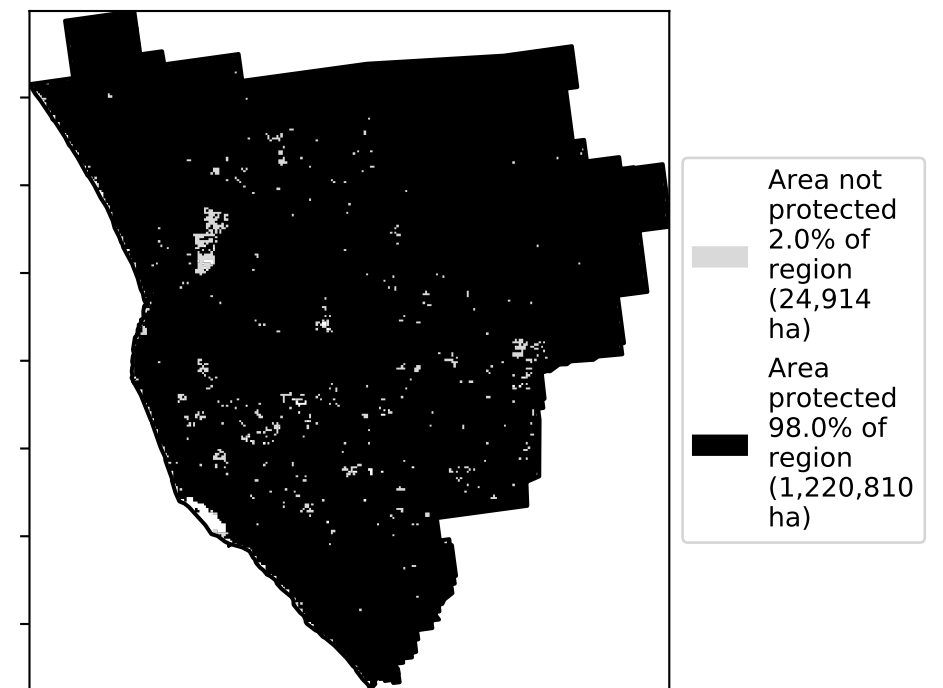 Area not
protected
2.0% of
region
(24,914
ha)
Area
protected
98.0% of
region
(1,220,810
ha)